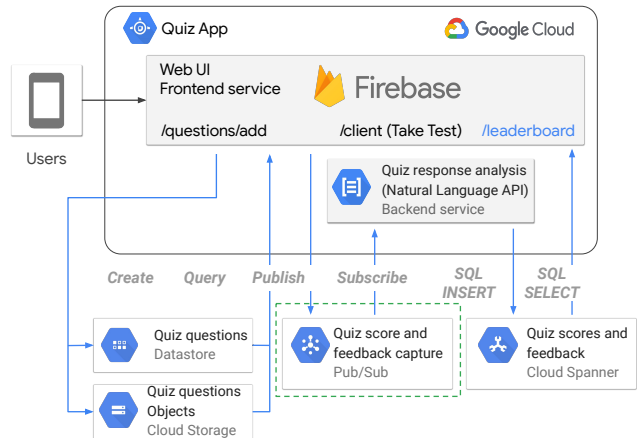 Quiz App
Google Cloud
Web UI
Frontend service
Firebase
/questions/add
/client (Take Test)
/leaderboard
Users
Quiz response analysis
(Natural Language API)
Backend service
Create
Query
Publish
Subscribe
SQL
INSERT
SQL
SELECT
Quiz questions
Datastore
Quiz score and
feedback capture
Pub/Sub
Quiz scores and
feedback
Cloud Spanner
Quiz questions
Objects
Cloud Storage